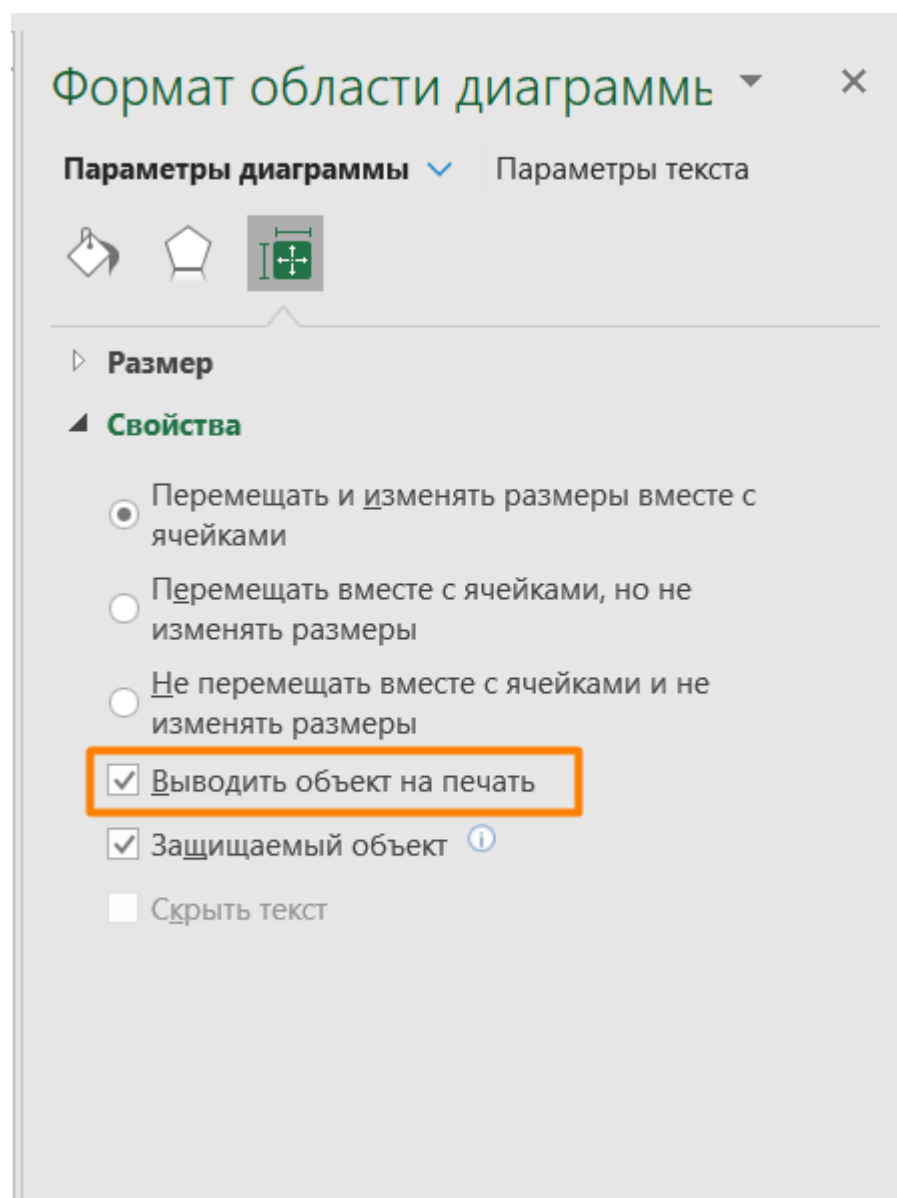 Формат области диаграммы
Параметры диаграммы Параметры текста
Размер
Свойства
Перемещать и изменять размеры вместе с
ячейками
Перемещать вместе с ячейками, но не
изменять размеры
Не перемещать вместе с ячейками и не
изменять размеры
Выводить объект на печать
Защищаемый объект
Скрыть текст